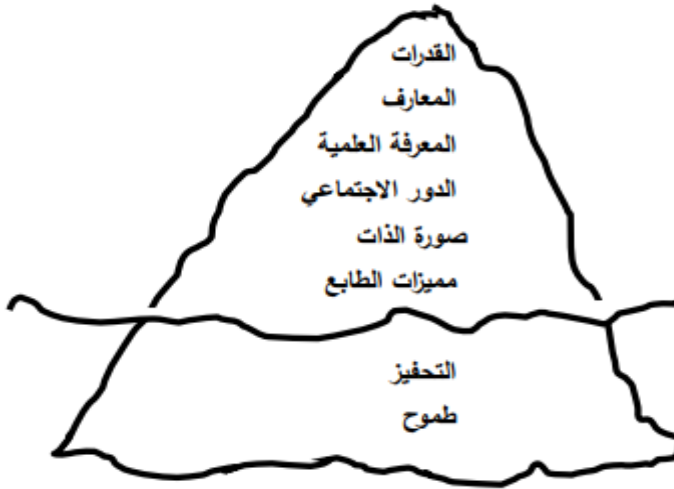 القدرات
المعارف
المعرفة العلمية
الدور الاجتماعي
صورة الذات
مميزات الطابع
التحفيز
طموح